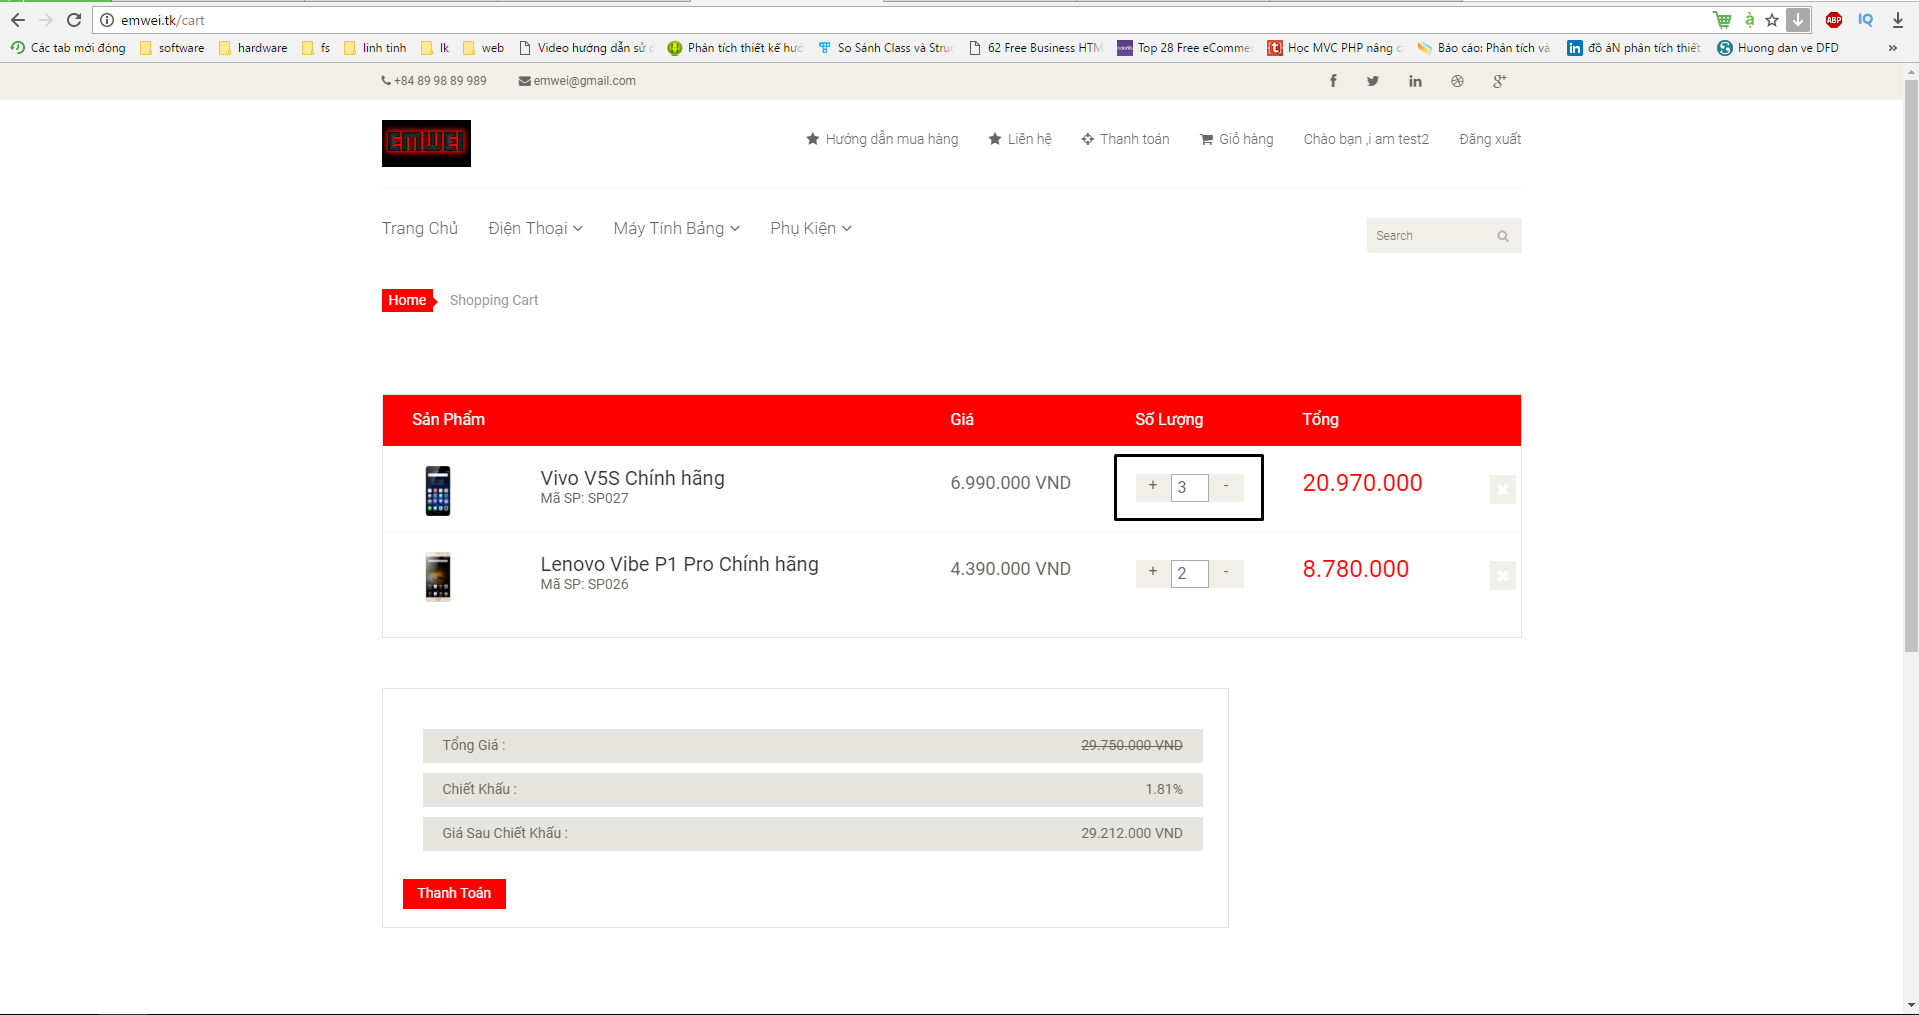 emwei.tk/cart
Các tab mới đóng software hardware fs linh tinh lk web Video hướng dẫn sử Phân tích thiết kế hướ So Sánh Class và Struc 62 Free Business HTM Top 28 Free eCommer Học MVC PHP nâng c Báo cáo: Phân tích và đồ áN phân tích thiết Huong dan ve DFD »
+84 89 98 89 989 emwei@gmail.com
EMWEI
Hướng dẫn mua hàng Liên hệ Thanh toán Giỏ hàng Chào bạn ,i am test2 Đăng xuất
Trang Chủ Điện Thoại Máy Tính Bảng Phụ Kiện Search
Home Shopping Cart
Sản Phẩm Giá Số Lượng Tổng
Vivo V5S Chính hãng 6.990.000 VND + 3 - 20.970.000
Mã SP: SP027
Lenovo Vibe P1 Pro Chính hãng 4.390.000 VND + 2 - 8.780.000
Mã SP: SP026
Tổng Giá : 29.750.000 VND
Chiết Khấu : 1.81%
Giá Sau Chiết Khấu : 29.212.000 VND
Thanh Toán